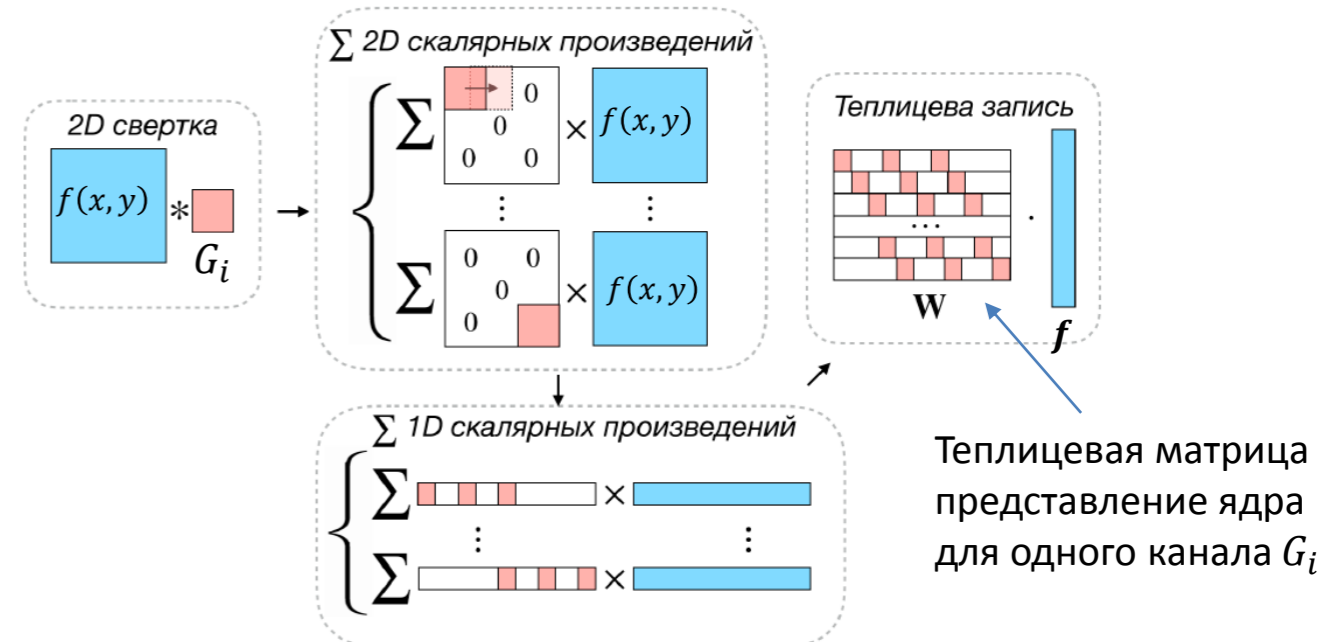 2D свертка
f(x, y)
*
G_i
→
∑ 2D скалярных произведений
∑ 0 0 0 0 × f(x, y)
⋮ ⋮
∑ 0 0 0 0 × f(x, y)
∑ 1D скалярных произведений
∑ ×
⋮ ⋮
∑ ×
Теплицева запись
...
·
W
f
Теплицевая матрица
представление ядра
для одного канала G_i